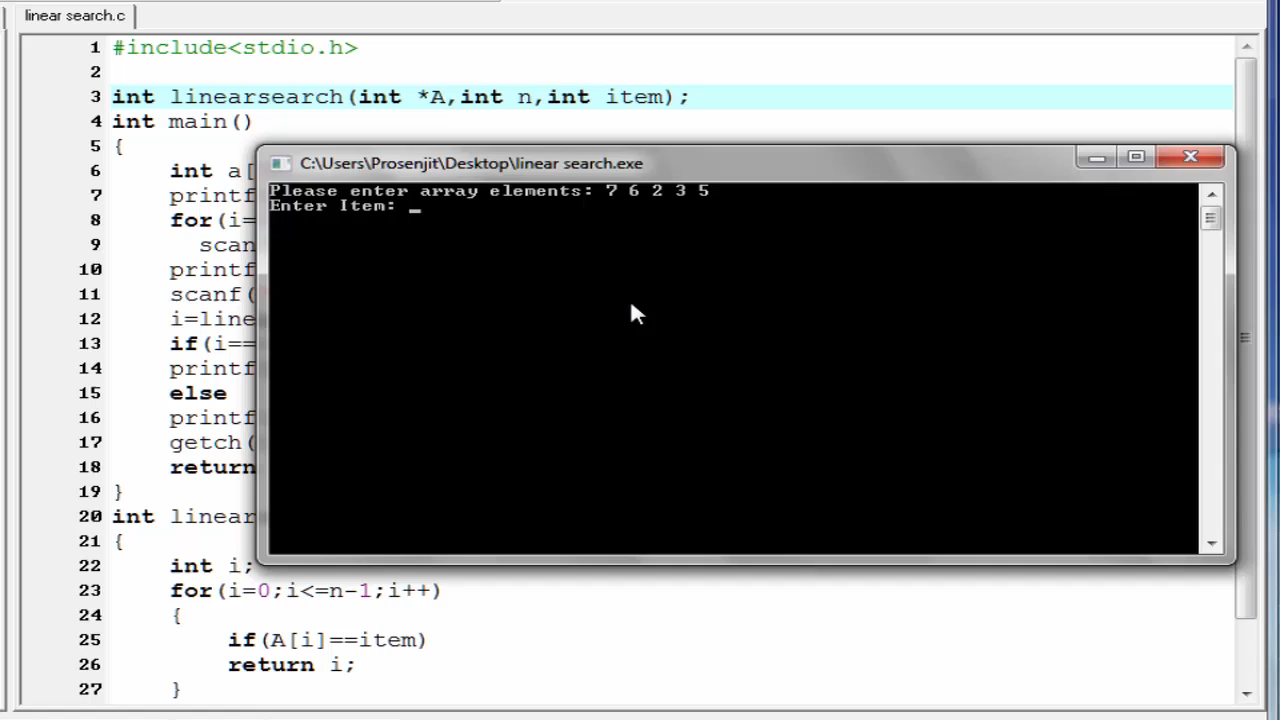 linear search.c
1 #include<stdio.h>
2
3 int linearsearch(int *A,int n,int item);
4 int main()
5 {
C:\Users\Prosenjit\Desktop\linear search.exe
6 int a[
Please enter array elements: 7 6 2 3 5
7 printf
Enter Item: _
8 for(i=
9 scan
10 printf
11 scanf(
12 i=line
13 if(i==
14 printf
15 else
16 printf
17 getch(
18 return
19 }
20 int linear
21 {
22 int i;
23 for(i=0;i<=n-1;i++)
24 {
25 if(A[i]==item)
26 return i;
27 }